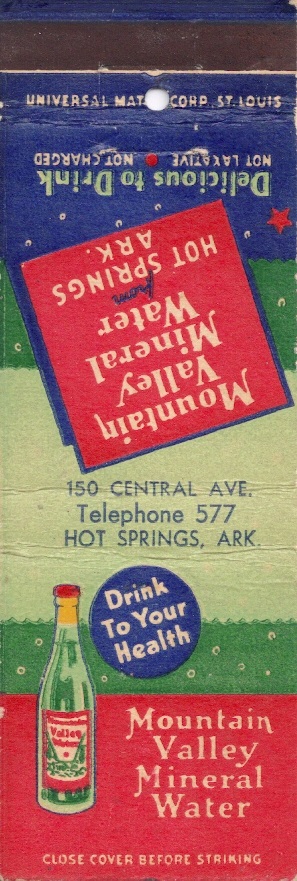 UNIVERSAL MAT CORP. ST. LOUIS
Delicious to Drink
NOT LAXATIVE • NOT CHARGED
Mountain
Valley
Mineral
Water
from
HOT SPRINGS
ARK.
150 CENTRAL AVE.
Telephone 577
HOT SPRINGS, ARK.
Drink
To Your
Health
Valley
Mountain
Valley
Mineral
Water
CLOSE COVER BEFORE STRIKING